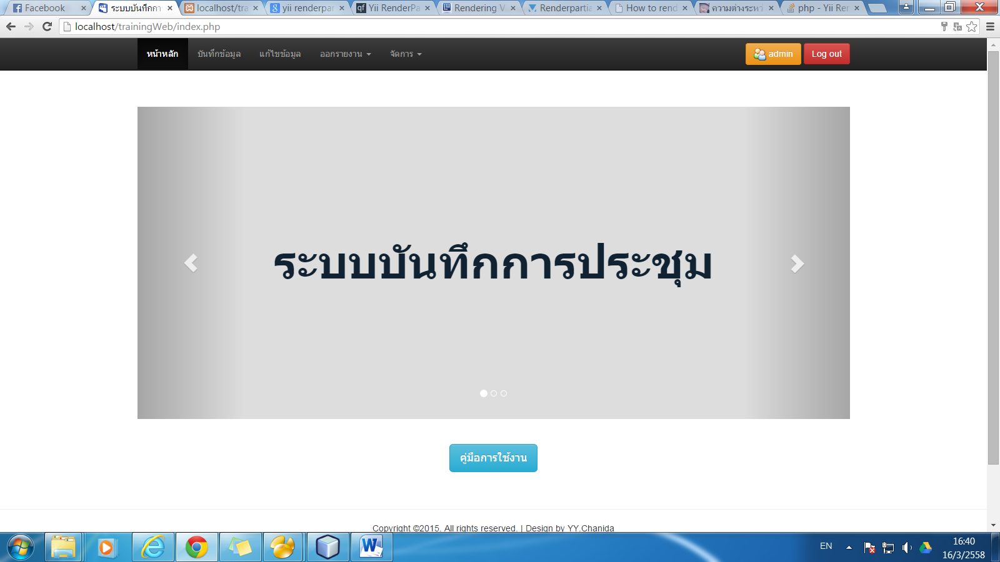 Facebook
ระบบบันทึกกา
localhost/tra
yii renderpar
Yii RenderPa
Rendering V
Renderpartia
How to rend
ความต่างระหว
php - Yii Ren
localhost/trainingWeb/index.php
หน้าหลัก
บันทึกข้อมูล
แก้ไขข้อมูล
ออกรายงาน
จัดการ
admin
Log out
ระบบบันทึกการประชุม
คู่มือการใช้งาน
Copyright ©2015. All rights reserved. | Design by YY.Chanida
EN
16:40
16/3/2558